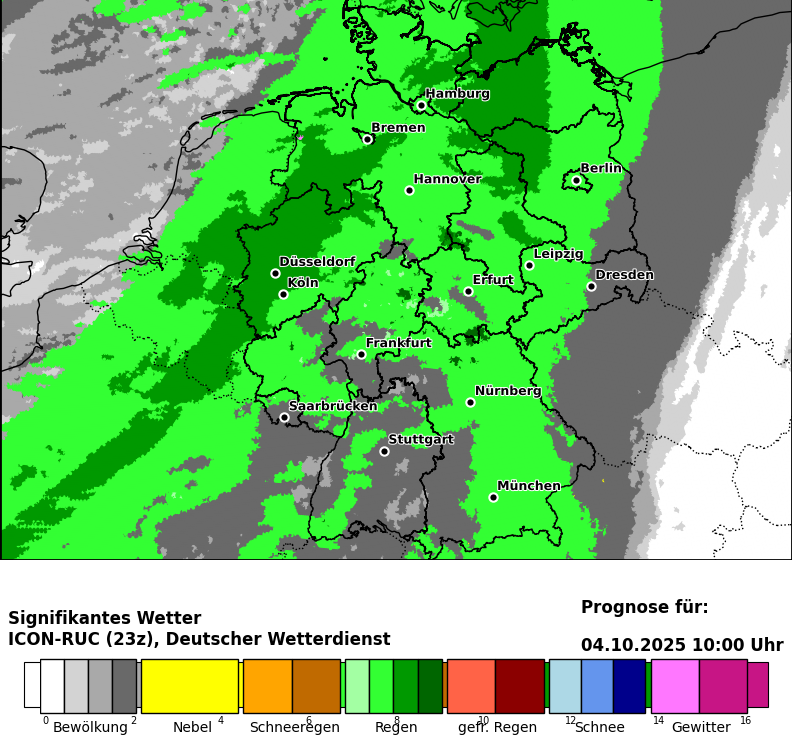 Hamburg
Bremen
Berlin
Hannover
Leipzig
Düsseldorf
Dresden
Köln
Erfurt
Frankfurt
Nürnberg
Saarbrücken
Stuttgart
München
Prognose für:
Signifikantes Wetter
ICON-RUC (23z), Deutscher Wetterdienst
04.10.2025 10:00 Uhr
0 2 4 6 8 10 12 14 16
Bewölkung Nebel Schneeregen Regen gefr. Regen Schnee Gewitter